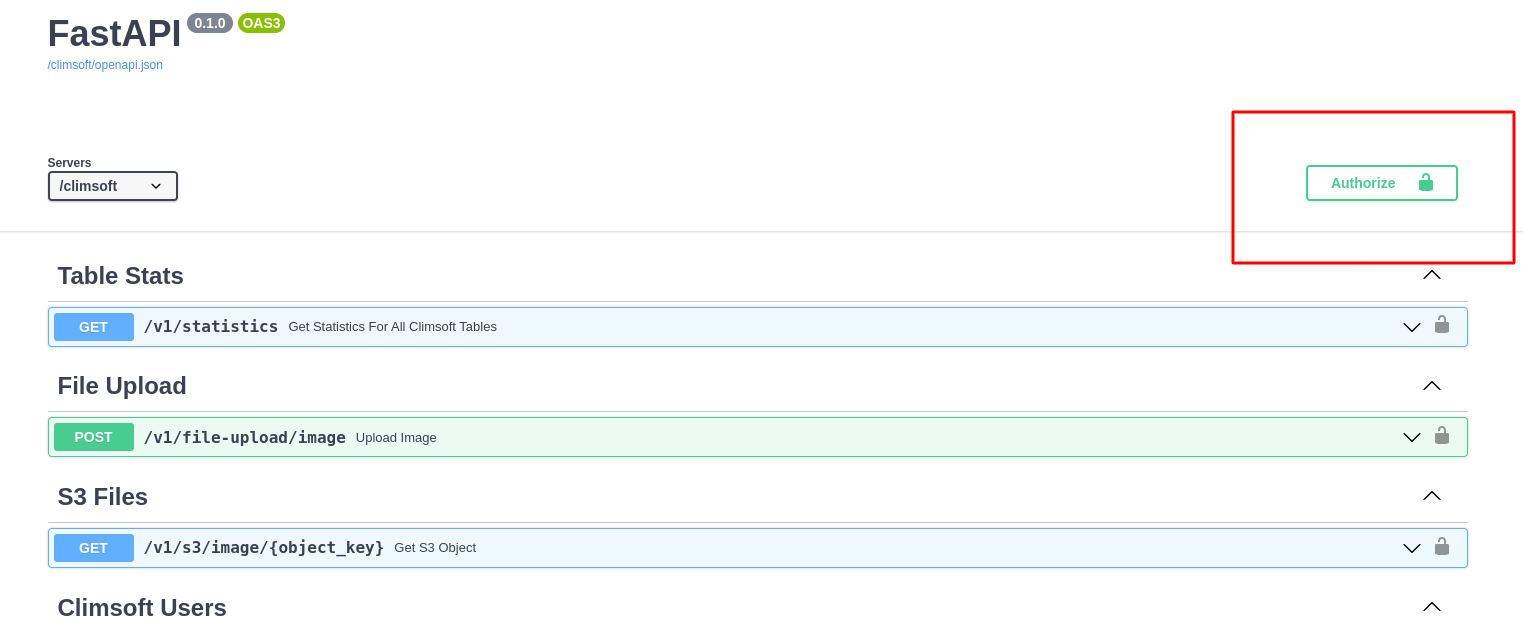 FastAPI 0.1.0 OAS3
/climsoft/openapi.json
Servers
/climsoft
Authorize
Table Stats
GET /v1/statistics Get Statistics For All Climsoft Tables
File Upload
POST /v1/file-upload/image Upload Image
S3 Files
GET /v1/s3/image/{object_key} Get S3 Object
Climsoft Users